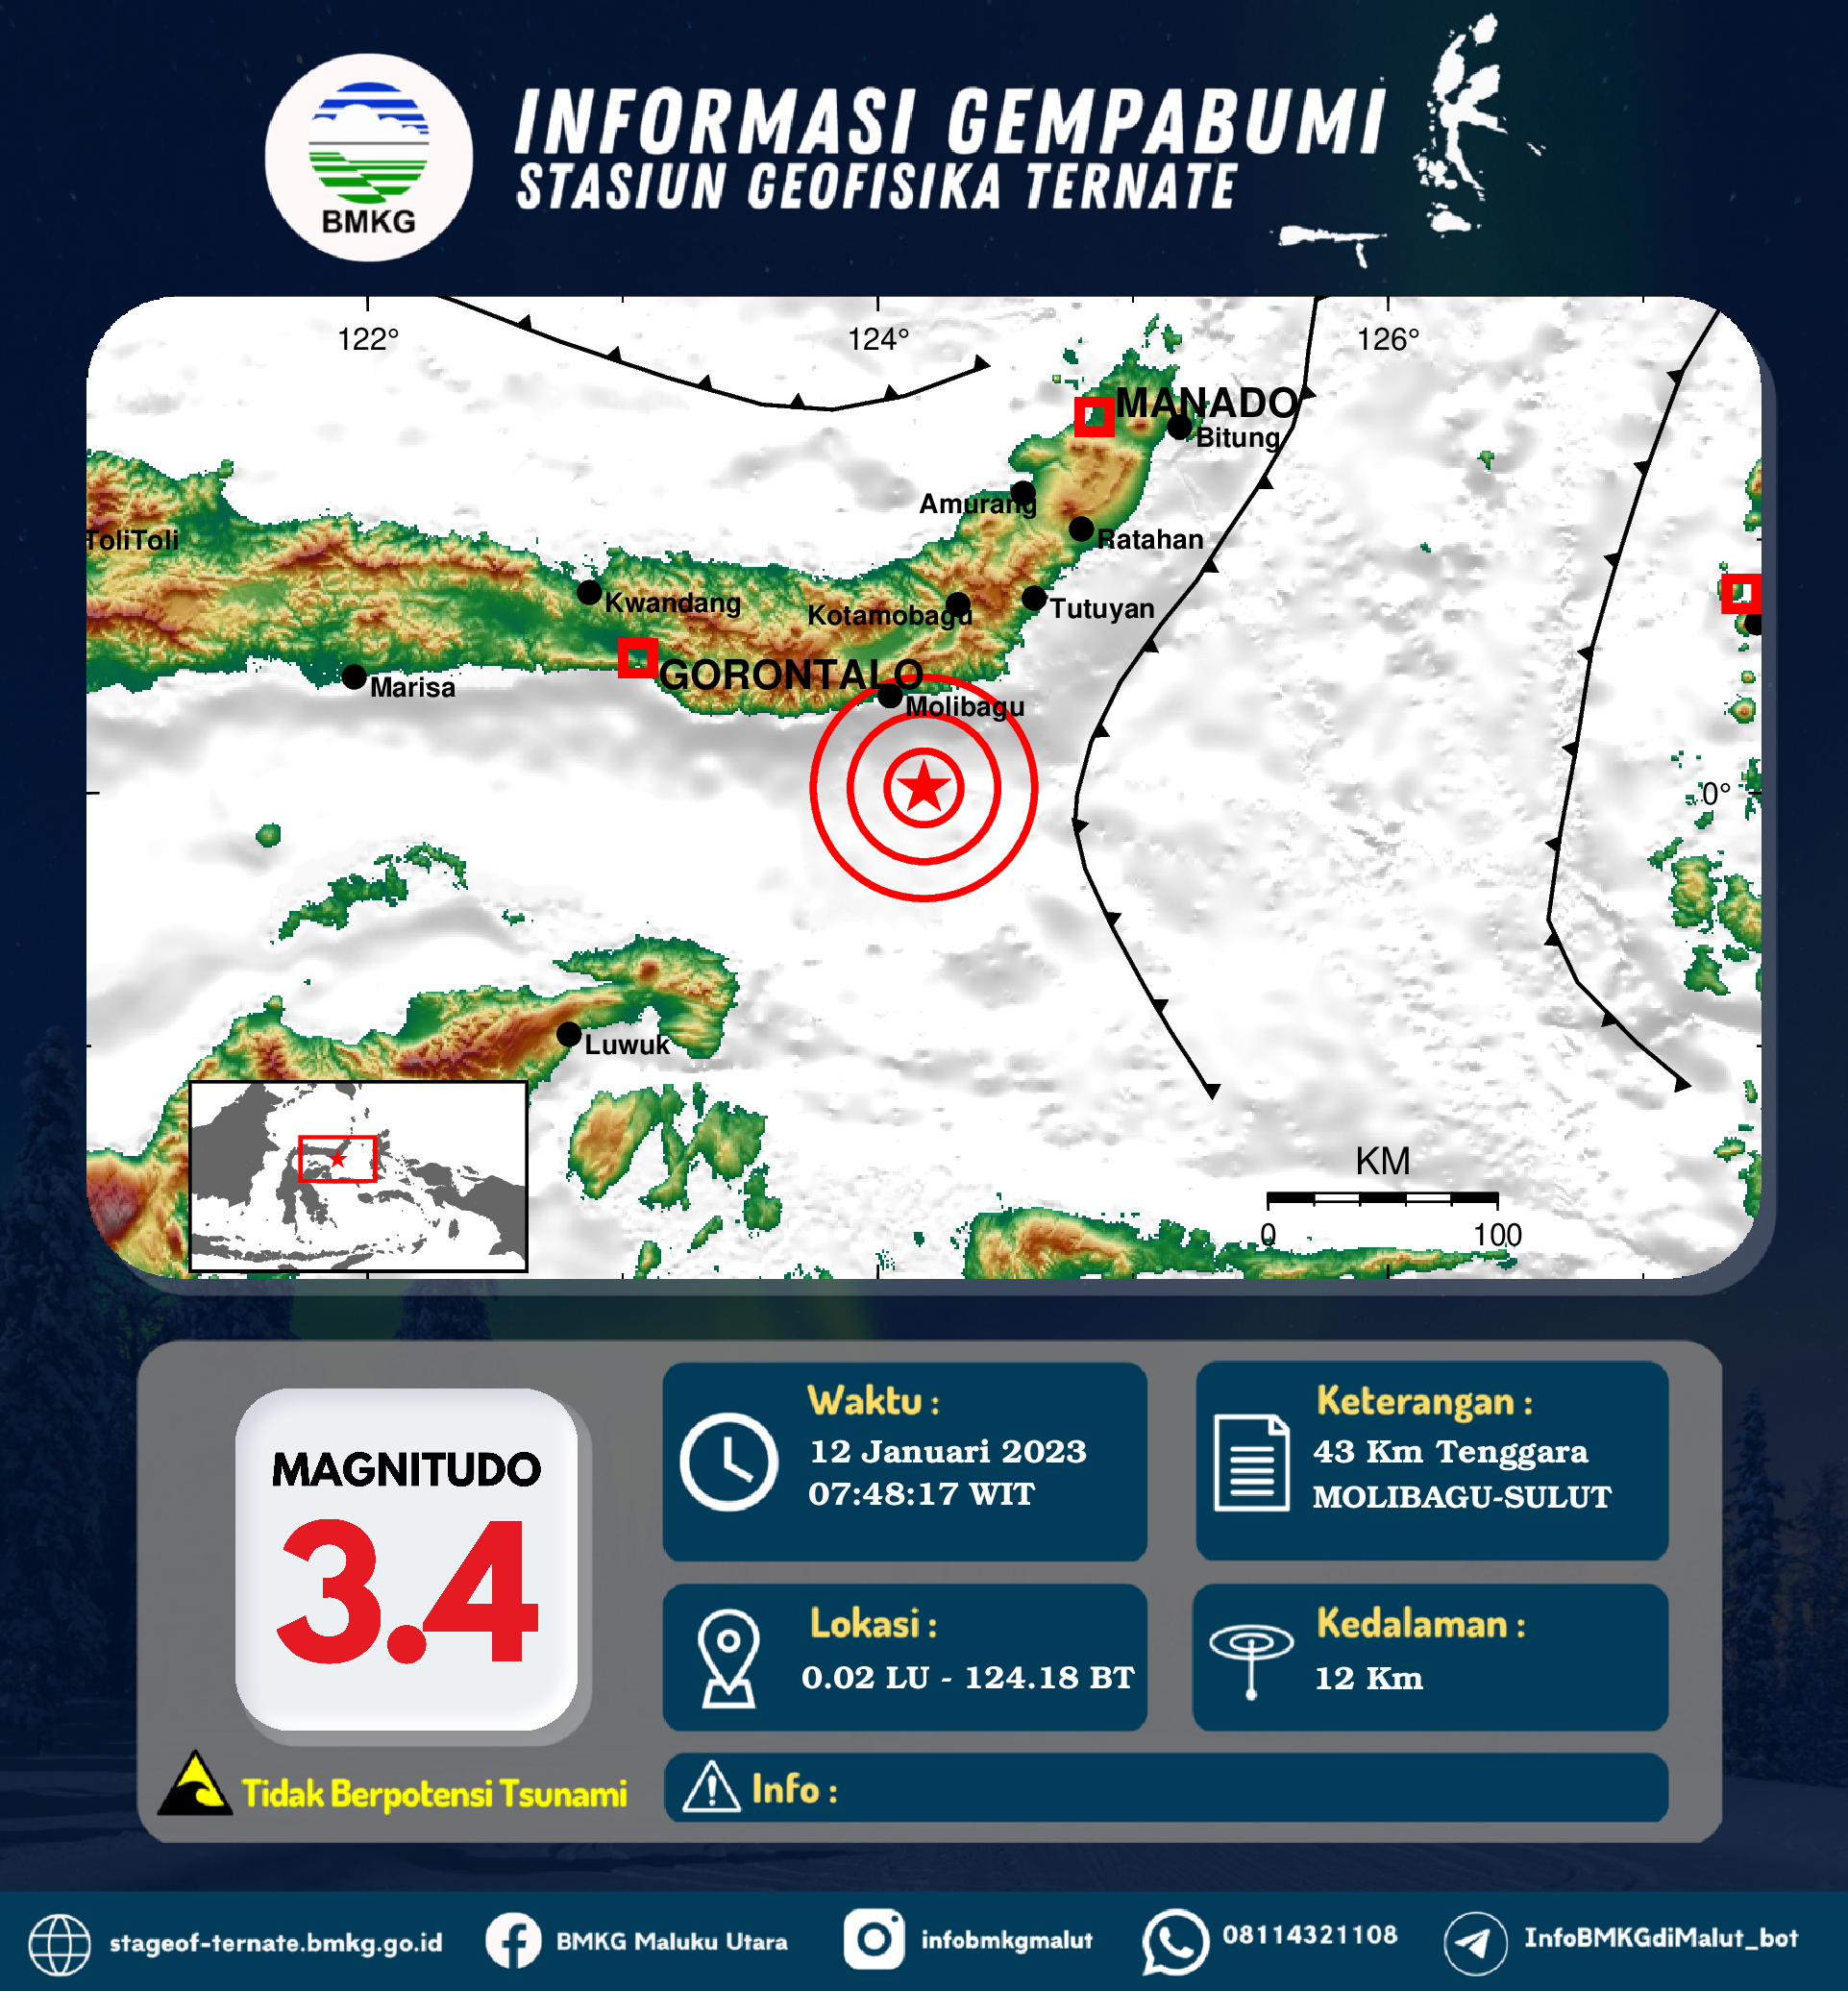 BMKG
INFORMASI GEMPABUMI
STASIUN GEOFISIKA TERNATE
122°
124°
126°
MANADO
Bitung
Amurang
ToliToli
Ratahan
Kwandang
Kotamobagu
Tutuyan
GORONTALO
Marisa
Molibagu
0°
Luwuk
KM
0
100
MAGNITUDO
3.4
Waktu :
12 Januari 2023
07:48:17 WIT
Keterangan :
43 Km Tenggara
MOLIBAGU-SULUT
Lokasi :
0.02 LU - 124.18 BT
Kedalaman :
12 Km
Tidak Berpotensi Tsunami
Info :
stageof-ternate.bmkg.go.id
BMKG Maluku Utara
infobmkgmalut
08114321108
InfoBMKGdiMalut_bot